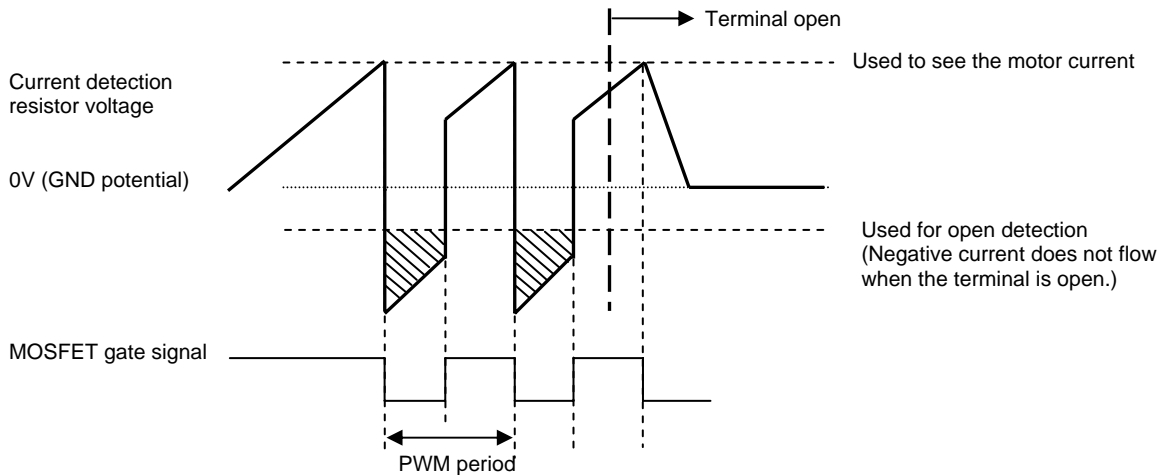 Terminal open
Used to see the motor current
Current detection
resistor voltage
0V (GND potential)
Used for open detection
(Negative current does not flow
when the terminal is open.)
MOSFET gate signal
PWM period